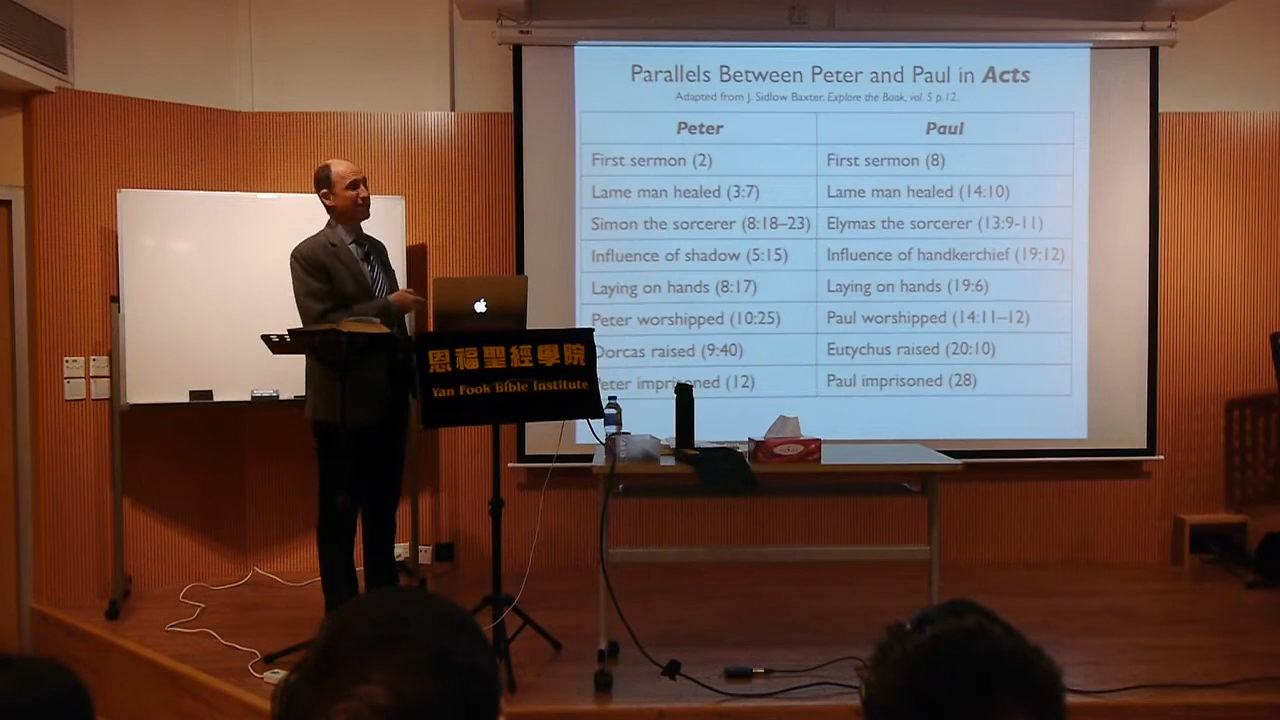 Parallels Between Peter and Paul in Acts
Adapted from J. Sidlow Baxter. Explore the Book, vol. 5 p.12.
Peter Paul
First sermon (2) First sermon (8)
Lame man healed (3:7) Lame man healed (14:10)
Simon the sorcerer (8:18–23) Elymas the sorcerer (13:9-11)
Influence of shadow (5:15) Influence of handkerchief (19:12)
Laying on hands (8:17) Laying on hands (19:6)
Peter worshipped (10:25) Paul worshipped (14:11–12)
Dorcas raised (9:40) Eutychus raised (20:10)
Peter imprisoned (12) Paul imprisoned (28)
恩福聖經學院
Yan Fook Bible Institute